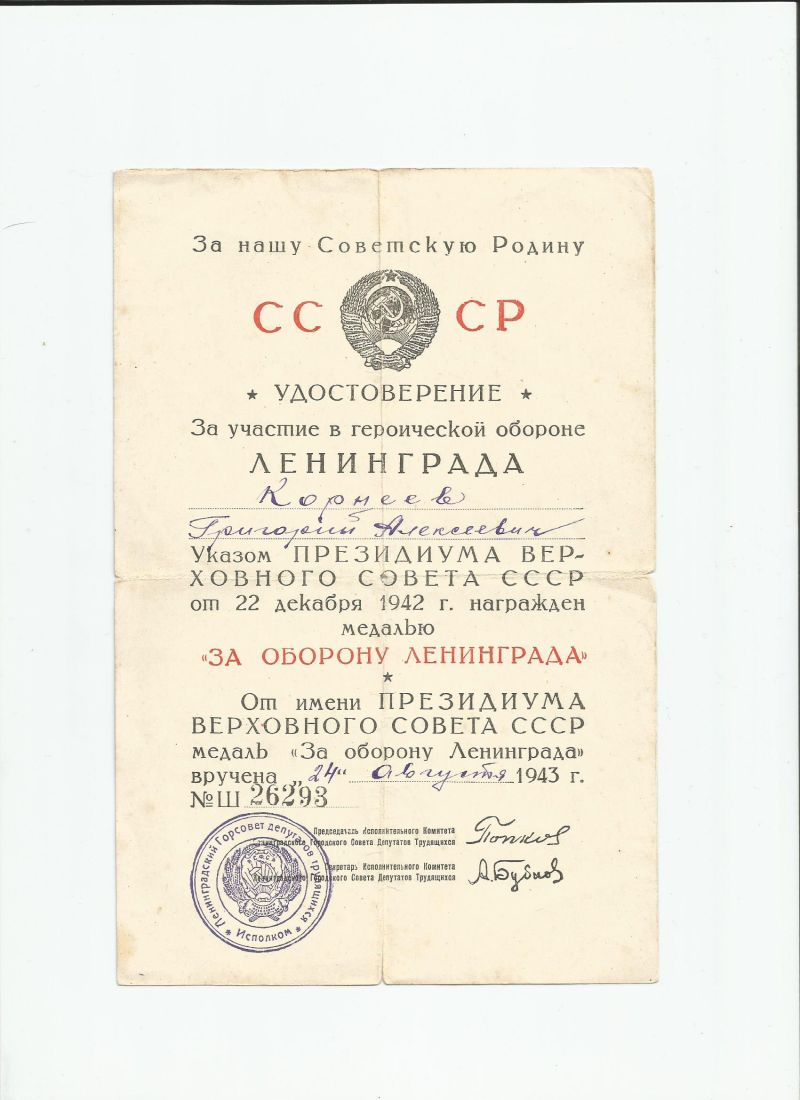 За нашу Советскую Родину
СС СР
★ УДОСТОВЕРЕНИЕ ★
За участие в героической обороне
ЛЕНИНГРАДА
Корнеев
Григорий Алексеевич
Указом ПРЕЗИДИУМА ВЕР-
ХОВНОГО СОВЕТА СССР
от 22 декабря 1942 г. награжден
медалью
«ЗА ОБОРОНУ ЛЕНИНГРАДА»
★
От имени ПРЕЗИДИУМА
ВЕРХОВНОГО СОВЕТА СССР
медаль «За оборону Ленинграда»
вручена „24" августа 1943 г.
№Ш 26293
Председатель Исполнительного Комитета
Ленинградского Городского Совета Депутатов Трудящихся
Попков
Секретарь Исполнительного Комитета
Ленинградского Городского Совета Депутатов Трудящихся
А.Бубнов
Ленинградский Горсовет депутатов трудящихся
★ Исполком ★